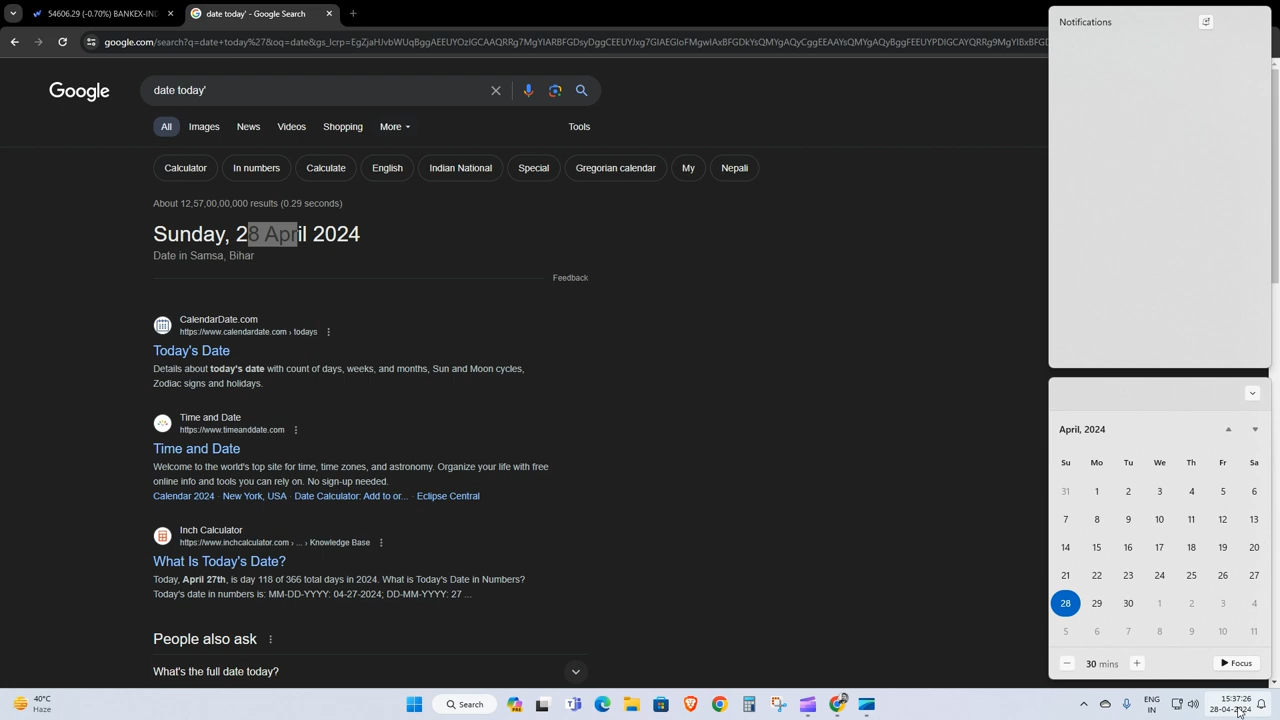 54606.29 (-0.70%) BANKEX-IND
date today' - Google Search
google.com/search?q=date+today%27&oq=date&gs_lcrp=
Notifications
Google
date today'
All Images News Videos Shopping More Tools
Calculator In numbers Calculate English Indian National Special Gregorian calendar My Nepali
About 12,57,00,00,000 results (0.29 seconds)
Sunday, 28 April 2024
Date in Samsa, Bihar
Feedback
CalendarDate.com
https://www.calendardate.com › todays
Today's Date
Details about today's date with count of days, weeks, and months, Sun and Moon cycles,
Zodiac signs and holidays.
Time and Date
https://www.timeanddate.com
Time and Date
Welcome to the world's top site for time, time zones, and astronomy. Organize your life with free
online info and tools you can rely on. No sign-up needed.
Calendar 2024 · New York, USA · Date Calculator: Add to or... · Eclipse Central
Inch Calculator
https://www.inchcalculator.com › ... › Knowledge Base
What Is Today's Date?
Today, April 27th, is day 118 of 366 total days in 2024. What is Today's Date in Numbers?
Today's date in numbers is: MM-DD-YYYY: 04-27-2024; DD-MM-YYYY: 27 ...
People also ask
What's the full date today?
April, 2024
Su Mo Tu We Th Fr Sa
31 1 2 3 4 5 6
7 8 9 10 11 12 13
14 15 16 17 18 19 20
21 22 23 24 25 26 27
28 29 30 1 2 3 4
5 6 7 8 9 10 11
30 mins
Focus
40°C
Haze
Search
ENG
IN
15:37:26
28-04-2024